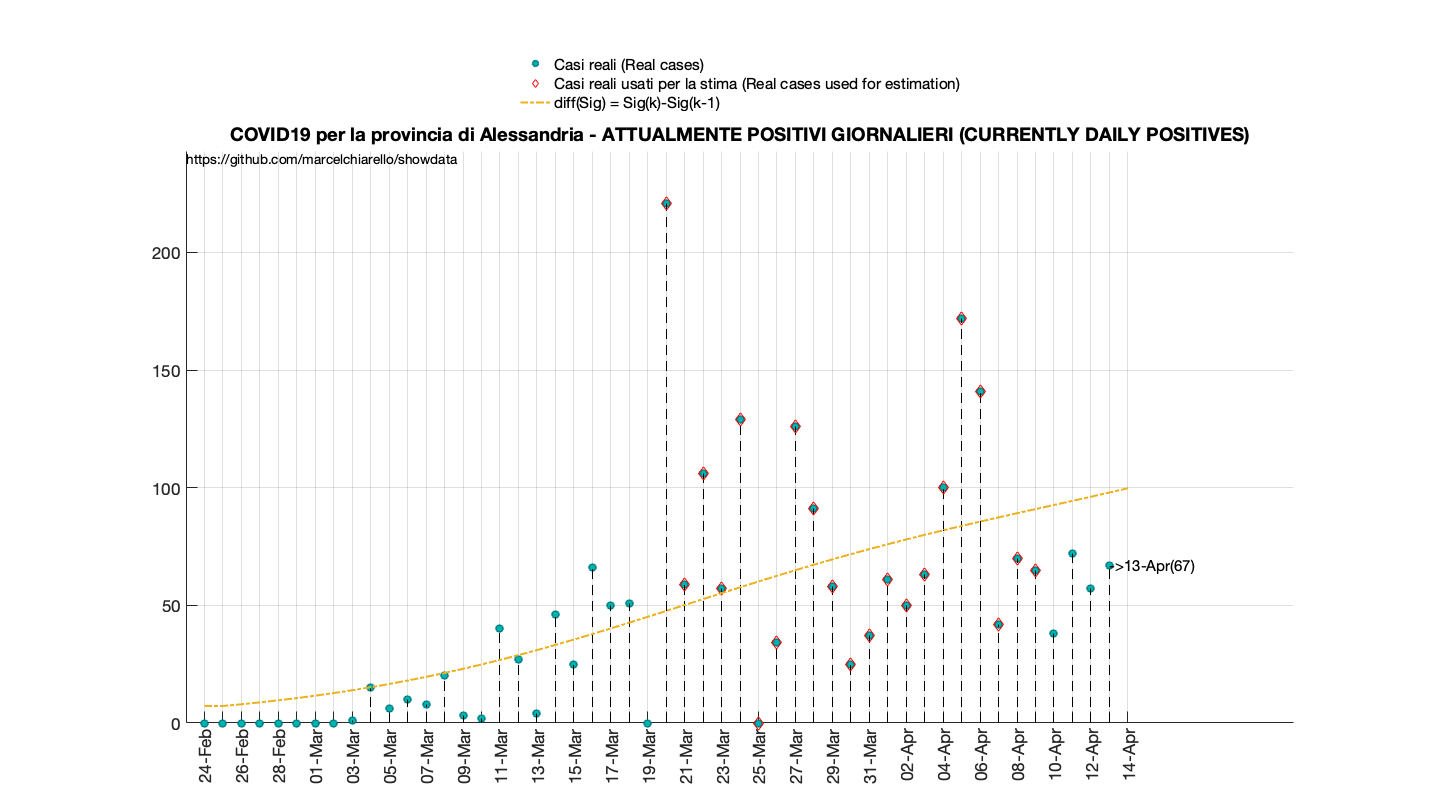 Casi reali (Real cases)
Casi reali usati per la stima (Real cases used for estimation)
diff(Sig) = Sig(k)-Sig(k-1)
COVID19 per la provincia di Alessandria - ATTUALMENTE POSITIVI GIORNALIERI (CURRENTLY DAILY POSITIVES)
https://github.com/marcelchiarello/showdata
200
150
100
50
0
>13-Apr(67)
24-Feb
26-Feb
28-Feb
01-Mar
03-Mar
05-Mar
07-Mar
09-Mar
11-Mar
13-Mar
15-Mar
17-Mar
19-Mar
21-Mar
23-Mar
25-Mar
27-Mar
29-Mar
31-Mar
02-Apr
04-Apr
06-Apr
08-Apr
10-Apr
12-Apr
14-Apr